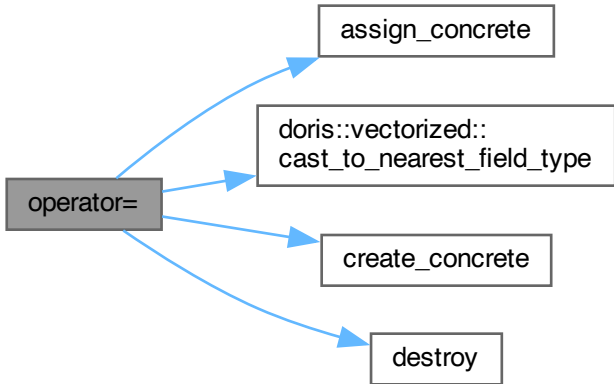 assign_concrete
doris::vectorized::
cast_to_nearest_field_type
operator=
create_concrete
destroy